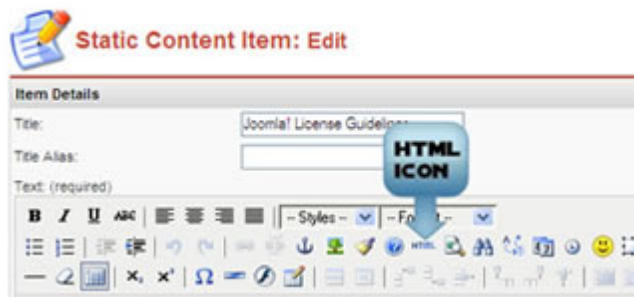 Static Content Item: Edit
Item Details
Title: Joomla! License Guidelines
Title Alias:
HTML
ICON
Text: (required)
B I U ABC -- Styles -- -- Fo
HTML